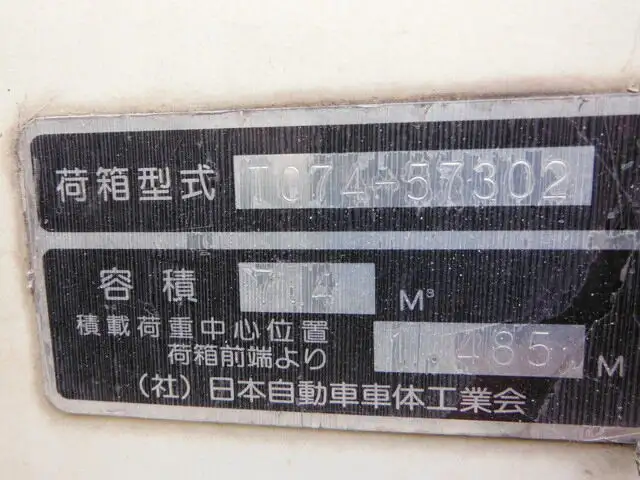 荷箱型式 TC74-57302
容積 7.4 M³
積載荷重中心位置
荷箱前端より 1.485 M
（社）日本自動車車体工業会